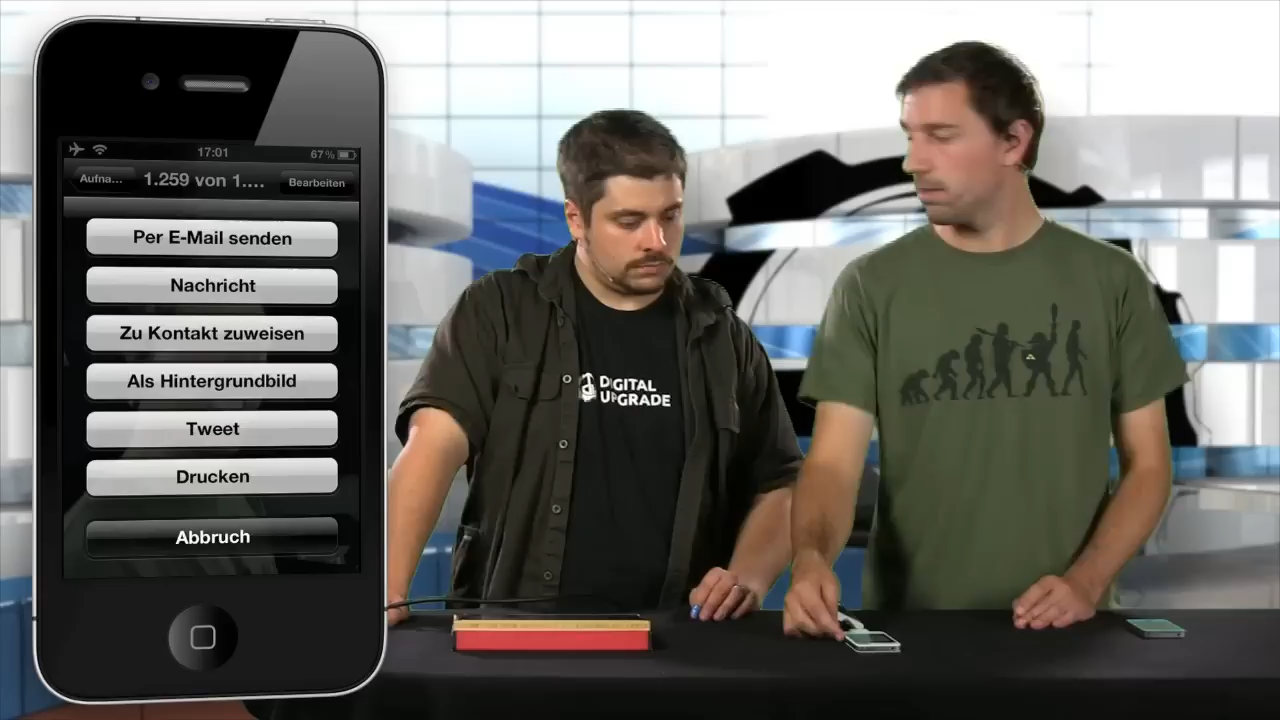 17:01
67%
Aufna...
1.259 von 1....
Bearbeiten
Per E-Mail senden
Nachricht
Zu Kontakt zuweisen
Als Hintergrundbild
Tweet
Drucken
Abbruch
DIGITAL
UPGRADE